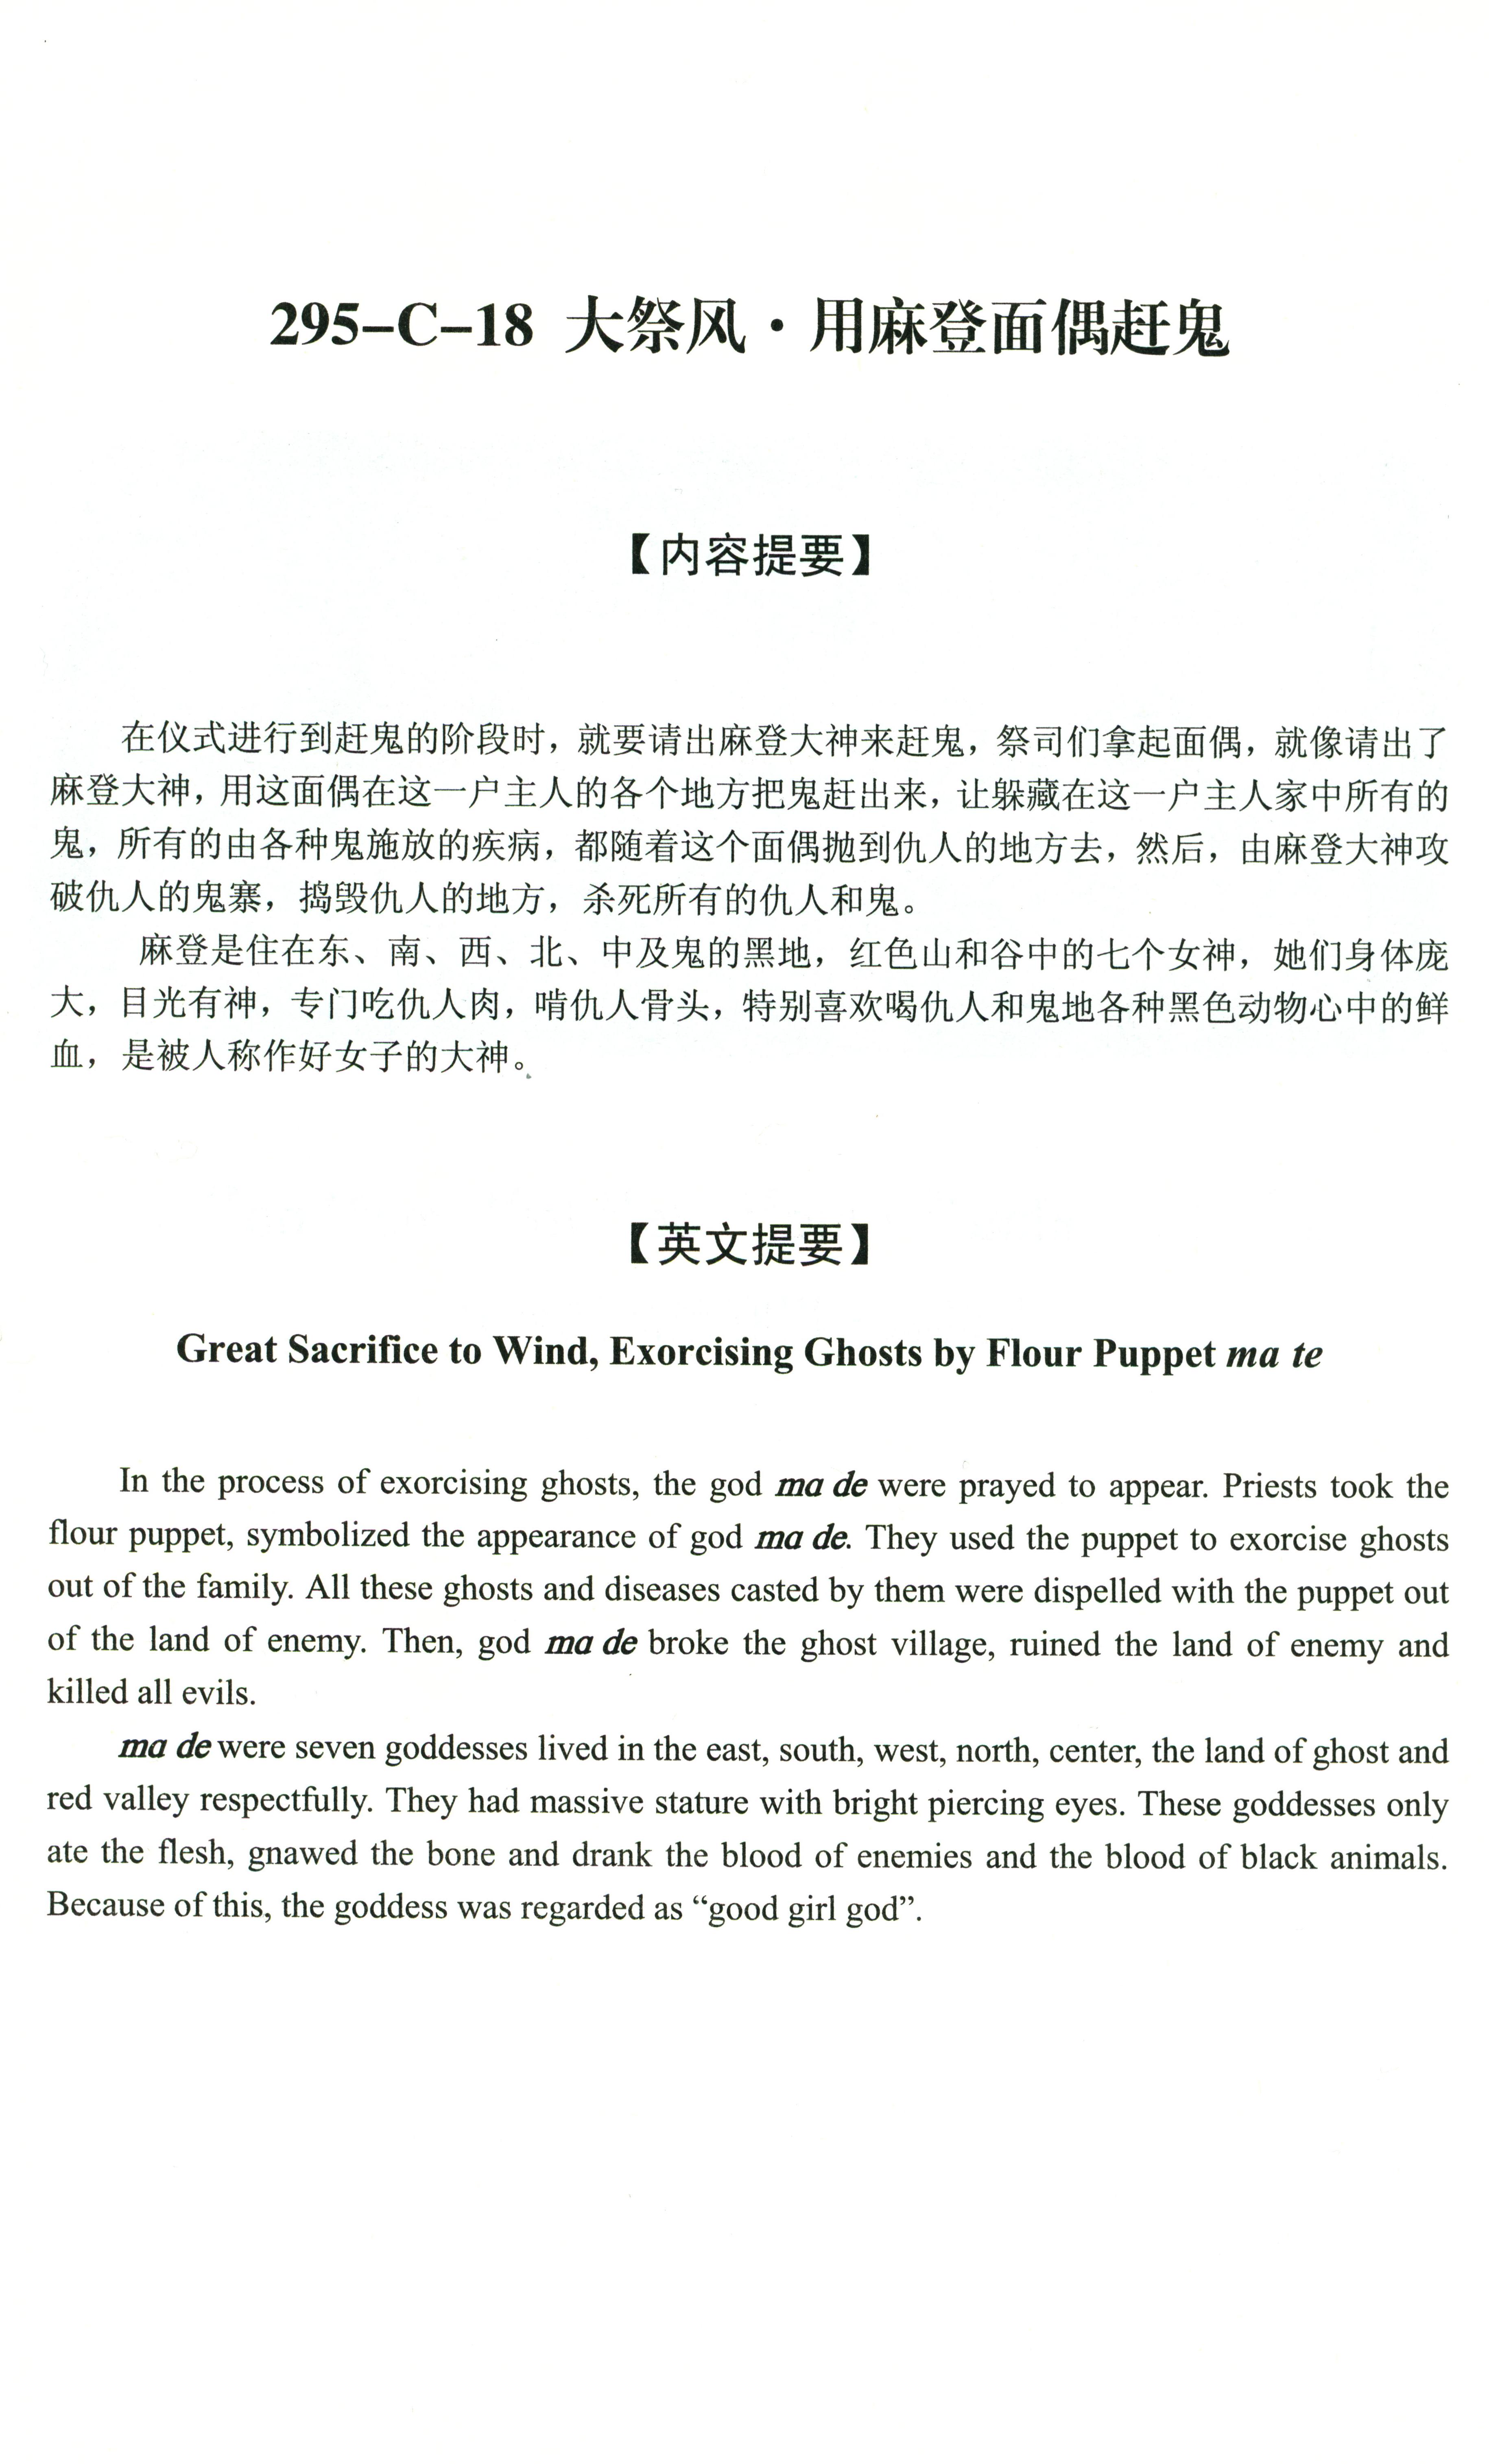 295-C-18 大祭风·用麻登面偶赶鬼
【内容提要】
在仪式进行到赶鬼的阶段时，就要请出麻登大神来赶鬼，祭司们拿起面偶，就像请出了
麻登大神，用这面偶在这一户主人的各个地方把鬼赶出来，让躲藏在这一户主人家中所有的
鬼，所有的由各种鬼施放的疾病，都随着这个面偶抛到仇人的地方去，然后，由麻登大神攻
破仇人的鬼寨，捣毁仇人的地方，杀死所有的仇人和鬼。
麻登是住在东、南、西、北、中及鬼的黑地，红色山和谷中的七个女神，她们身体庞
大，目光有神，专门吃仇人肉，啃仇人骨头，特别喜欢喝仇人和鬼地各种黑色动物心中的鲜
血，是被人称作好女子的大神。
【英文提要】
Great Sacrifice to Wind, Exorcising Ghosts by Flour Puppet ma te
In the process of exorcising ghosts, the god ma de were prayed to appear. Priests took the
flour puppet, symbolized the appearance of god ma de. They used the puppet to exorcise ghosts
out of the family. All these ghosts and diseases casted by them were dispelled with the puppet out
of the land of enemy. Then, god ma de broke the ghost village, ruined the land of enemy and
killed all evils.
ma de were seven goddesses lived in the east, south, west, north, center, the land of ghost and
red valley respectfully. They had massive stature with bright piercing eyes. These goddesses only
ate the flesh, gnawed the bone and drank the blood of enemies and the blood of black animals.
Because of this, the goddess was regarded as “good girl god”.